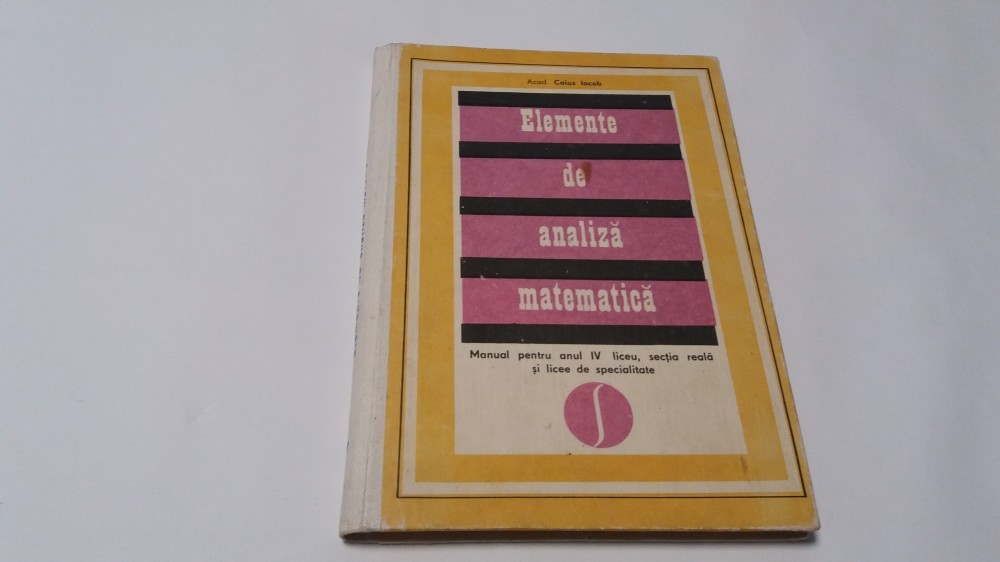 Acad. Caius Iacob
Elemente
de
analiză
matematică
Manual pentru anul IV liceu, secția reală
și licee de specialitate